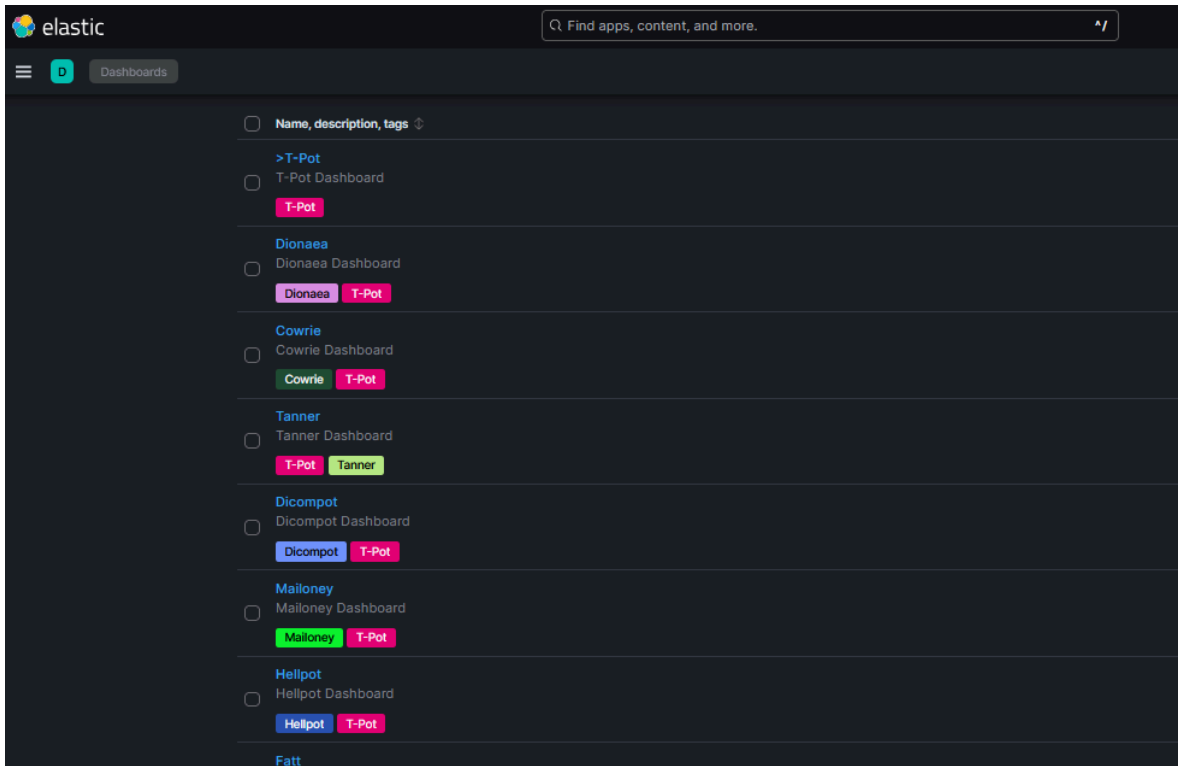 elastic
Find apps, content, and more.
^/
D
Dashboards
Name, description, tags
>T-Pot
T-Pot Dashboard
T-Pot
Dionaea
Dionaea Dashboard
Dionaea T-Pot
Cowrie
Cowrie Dashboard
Cowrie T-Pot
Tanner
Tanner Dashboard
T-Pot Tanner
Dicompot
Dicompot Dashboard
Dicompot T-Pot
Mailoney
Mailoney Dashboard
Mailoney T-Pot
Hellpot
Hellpot Dashboard
Hellpot T-Pot
Fatt